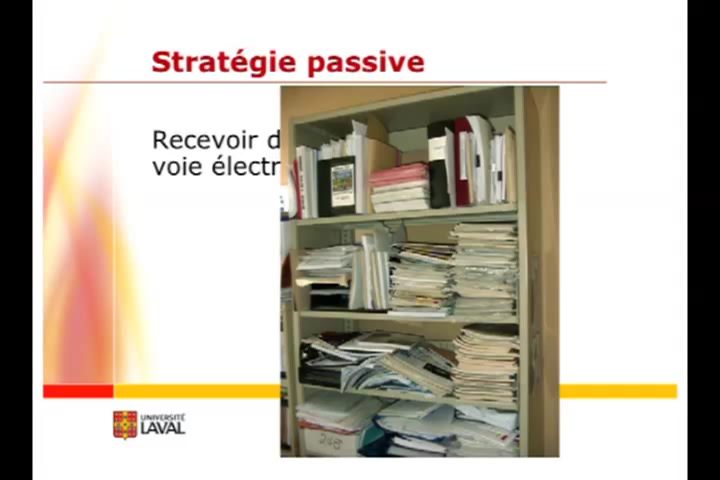 Stratégie passive
Recevoir d
voie électr
UNIVERSITÉ
LAVAL